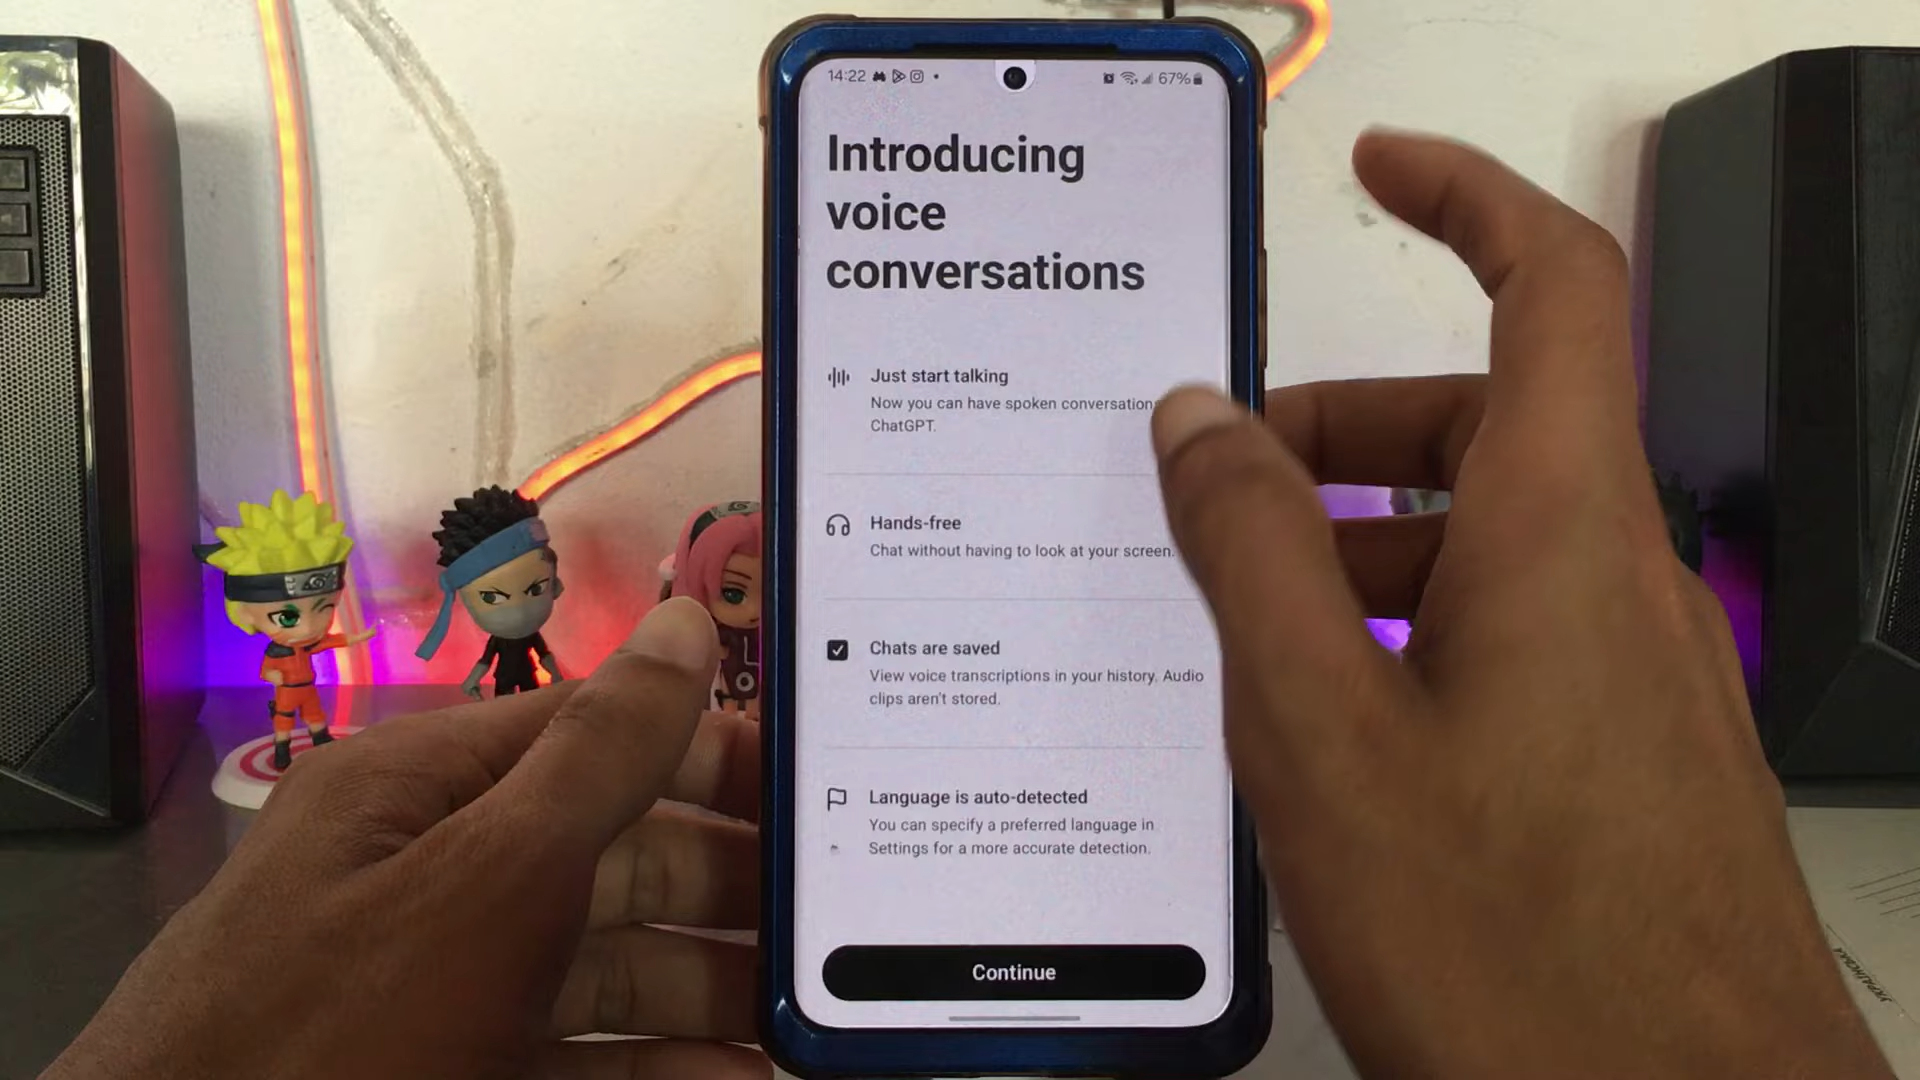 14:22
67%
Introducing
voice
conversations
Just start talking
Now you can have spoken conversation
ChatGPT.
Hands-free
Chat without having to look at your screen.
Chats are saved
View voice transcriptions in your history. Audio
clips aren't stored.
Language is auto-detected
You can specify a preferred language in
Settings for a more accurate detection.
Continue